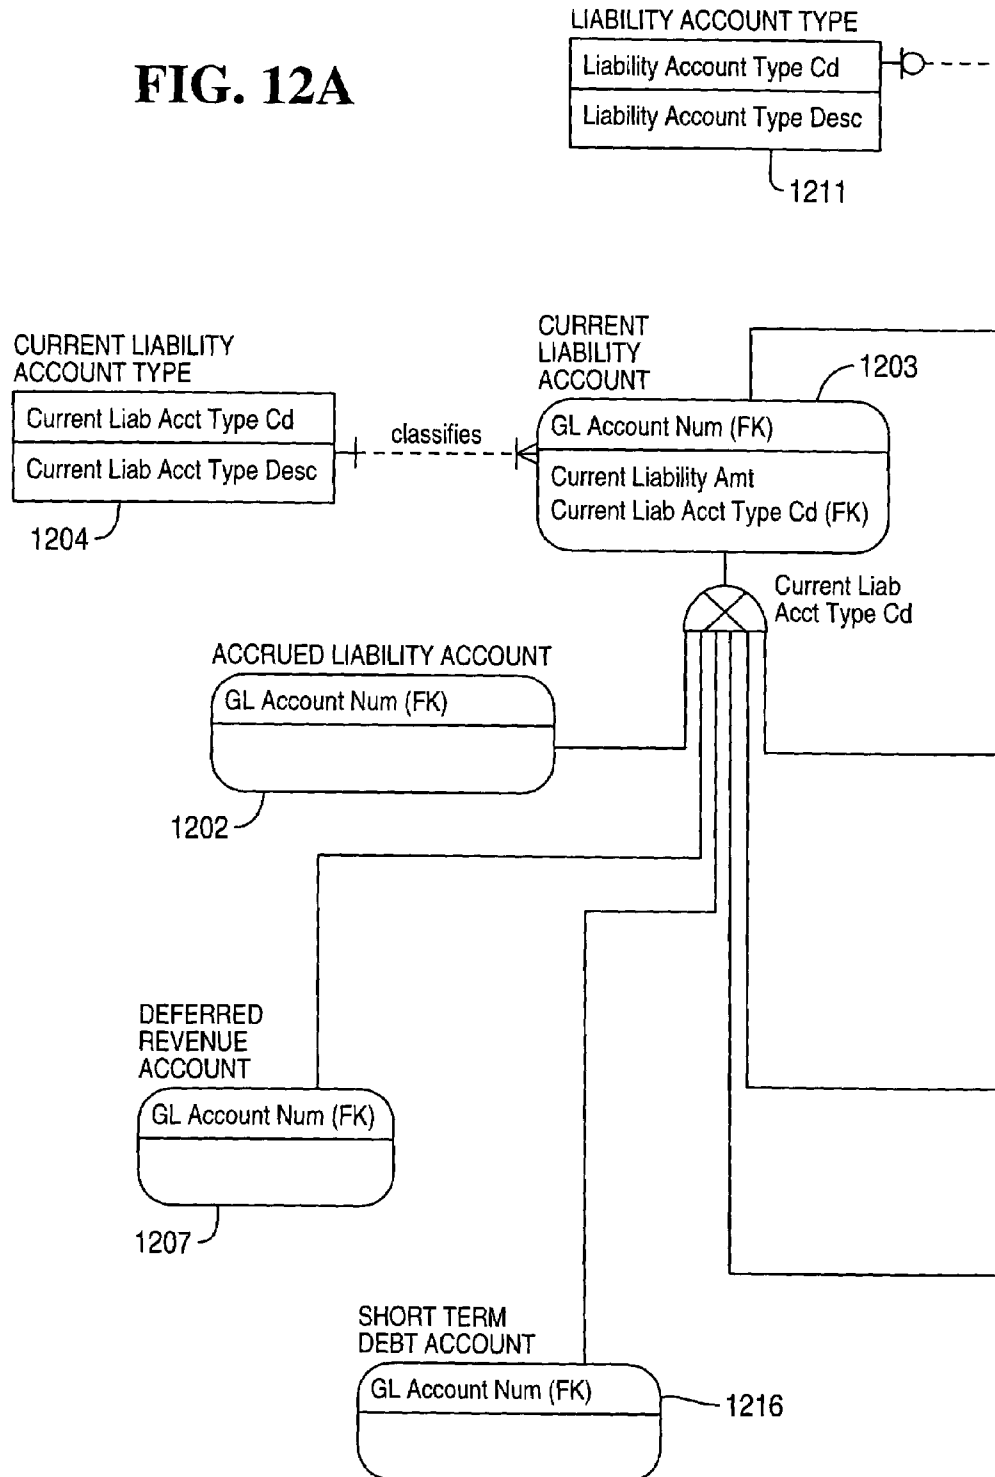 LIABILITY ACCOUNT TYPE
FIG. 12A
Liability Account Type Cd
Liability Account Type Desc
1211
CURRENT LIABILITY
ACCOUNT TYPE
Current Liab Acct Type Cd
Current Liab Acct Type Desc
1204
classifies
CURRENT
LIABILITY
ACCOUNT
1203
GL Account Num (FK)
Current Liability Amt
Current Liab Acct Type Cd (FK)
Current Liab
Acct Type Cd
ACCRUED LIABILITY ACCOUNT
GL Account Num (FK)
1202
DEFERRED
REVENUE
ACCOUNT
GL Account Num (FK)
1207
SHORT TERM
DEBT ACCOUNT
GL Account Num (FK)
1216